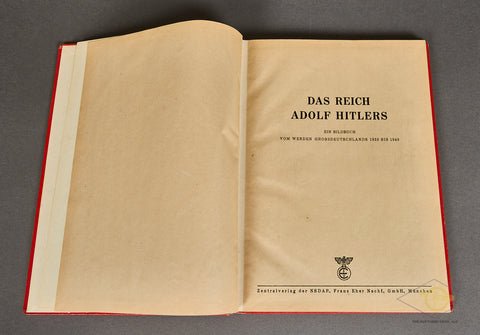 DAS REICH
ADOLF HITLERS
EIN BILDBUCH
VOM WERDEN GROSSDEUTSCHLANDS 1933 BIS 1940
Zentralverlag der NSDAP., Franz Eher Nachf., GmbH., München